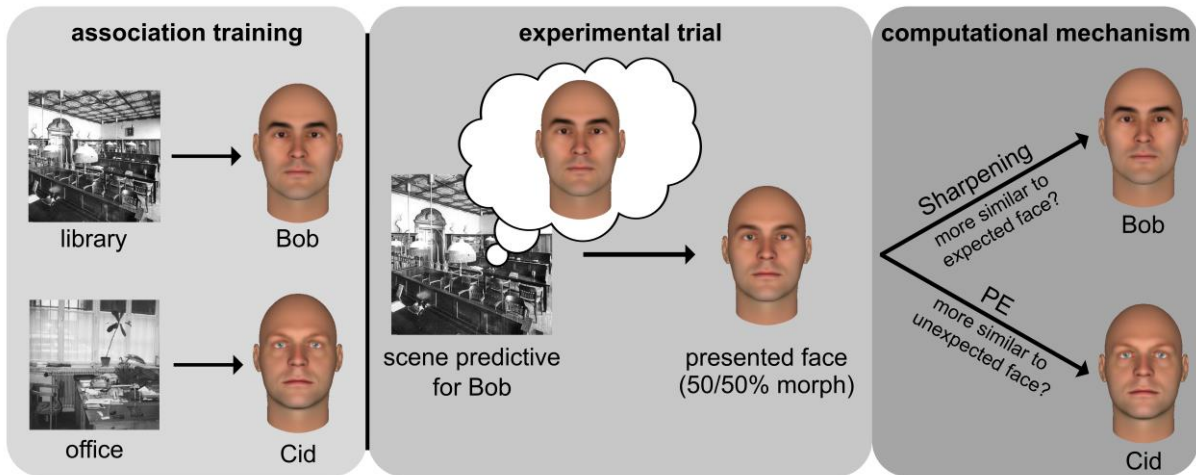 association training
library
Bob
office
Cid
experimental trial
scene predictive
for Bob
presented face
(50/50% morph)
computational mechanism
Sharpening
more similar to
expected face?
Bob
PE
more similar to
unexpected face?
Cid